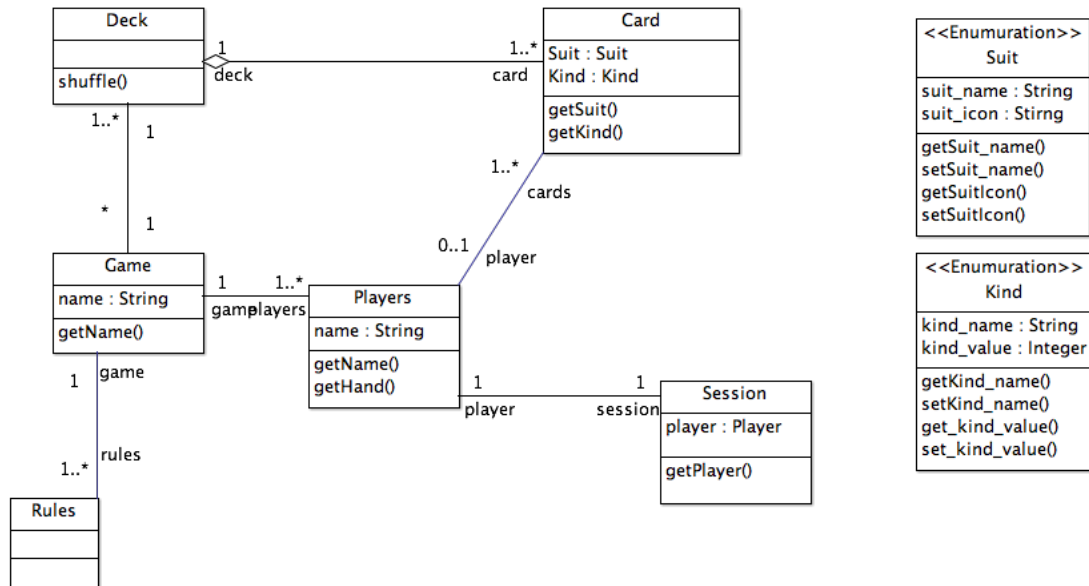 Deck
shuffle()
1
deck
1..*
card
Card
Suit : Suit
Kind : Kind
getSuit()
getKind()
<<Enumuration>>
Suit
suit_name : String
suit_icon : Stirng
getSuit_name()
setSuit_name()
getSuitIcon()
setSuitIcon()
1..*
1
*
1
1..*
cards
0..1
player
Game
name : String
getName()
1
game
1..*
players
Players
name : String
getName()
getHand()
<<Enumuration>>
Kind
kind_name : String
kind_value : Integer
getKind_name()
setKind_name()
get_kind_value()
set_kind_value()
1
player
1
session
Session
player : Player
getPlayer()
1
game
rules
1..*
Rules